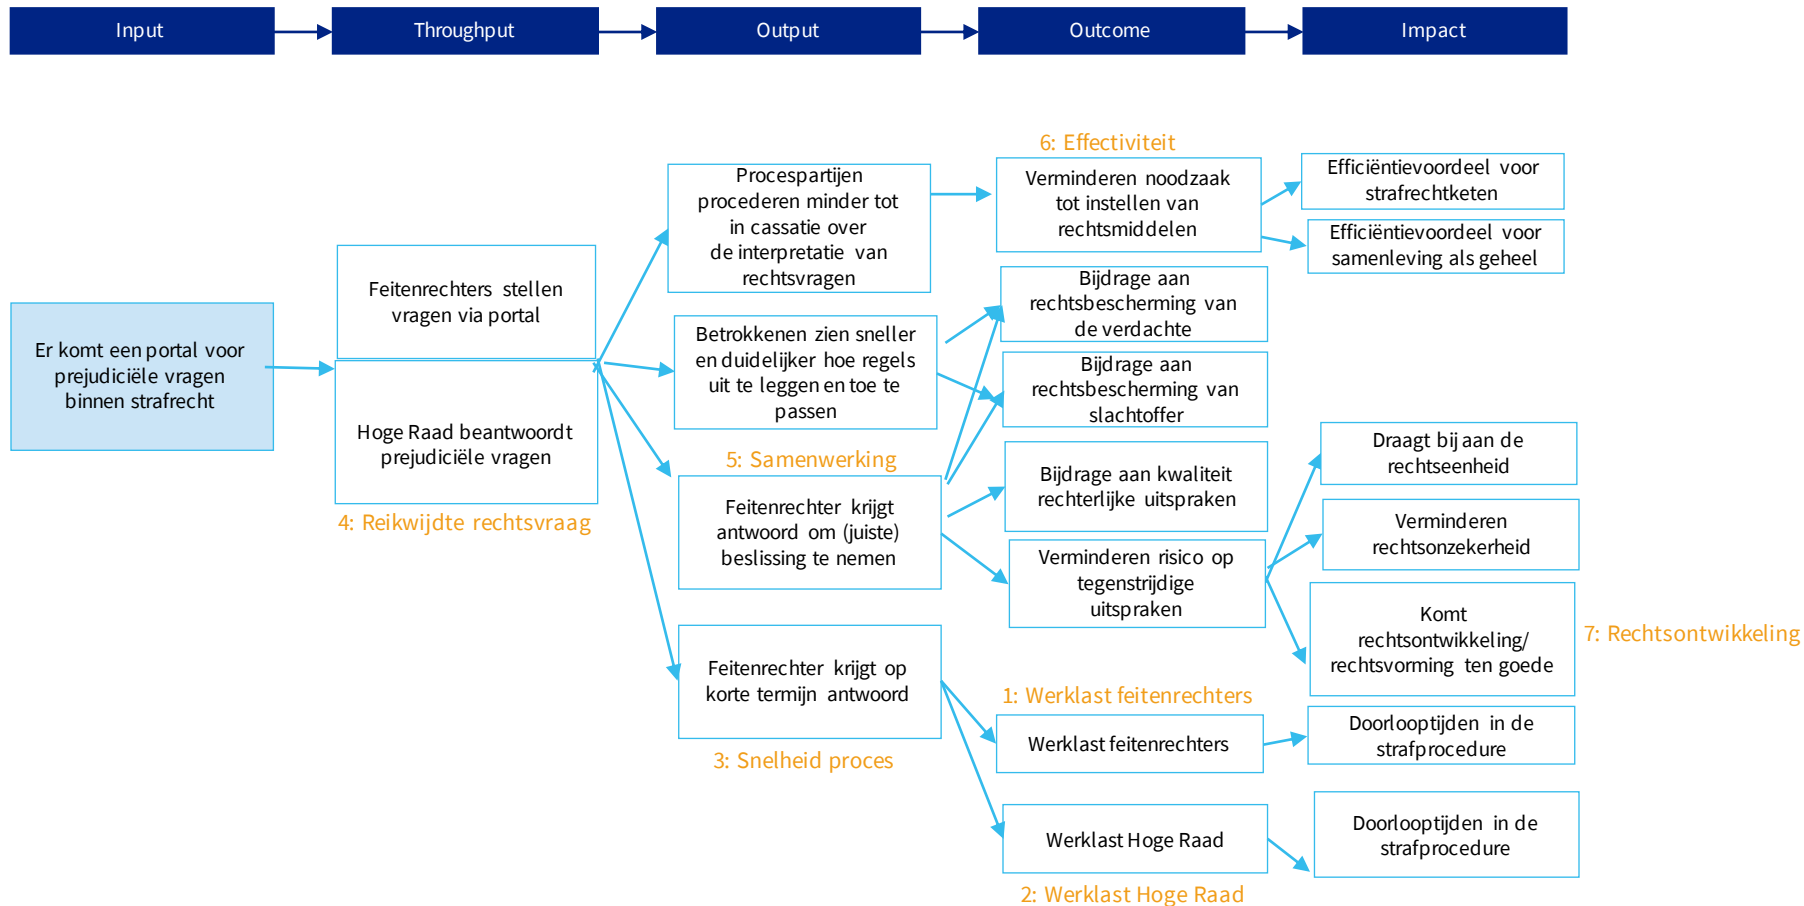 Input
Throughput
Output
Outcome
Impact
Er komt een portal voor
prejudiciële vragen
binnen strafrecht
Feitenrechters stellen
vragen via portal
Hoge Raad beantwoordt
prejudiciële vragen
4: Reikwijdte rechtsvraag
Procespartijen
procederen minder tot
in cassatie over
de interpretatie van
rechtsvragen
Betrokkenen zien sneller
en duidelijker hoe regels
uit te leggen en toe te
passen
5: Samenwerking
Feitenrechter krijgt
antwoord om (juiste)
beslissing te nemen
Feitenrechter krijgt op
korte termijn antwoord
3: Snelheid proces
6: Effectiviteit
Verminderen noodzaak
tot instellen van
rechtsmiddelen
Bijdrage aan
rechtsbescherming van
de verdachte
Bijdrage aan
rechtsbescherming van
slachtoffer
Bijdrage aan kwaliteit
rechterlijke uitspraken
Verminderen risico op
tegenstrijdige
uitspraken
1: Werklast feitenrechters
Werklast feitenrechters
Werklast Hoge Raad
2: Werklast Hoge Raad
Efficiëntievoordeel voor
strafrechtketen
Efficiëntievoordeel voor
samenleving als geheel
Draagt bij aan de
rechtseenheid
Verminderen
rechtsonzekerheid
Komt
rechtsontwikkeling/
rechtsvorming ten goede
7: Rechtsontwikkeling
Doorlooptijden in de
strafprocedure
Doorlooptijden in de
strafprocedure